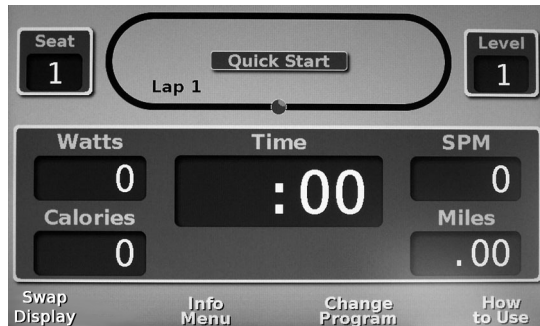 Seat
1
Quick Start
Lap 1
Level
1
Watts
0
Time
:00
SPM
0
Calories
0
Miles
.00
Swap
Display
Info
Menu
Change
Program
How
to Use